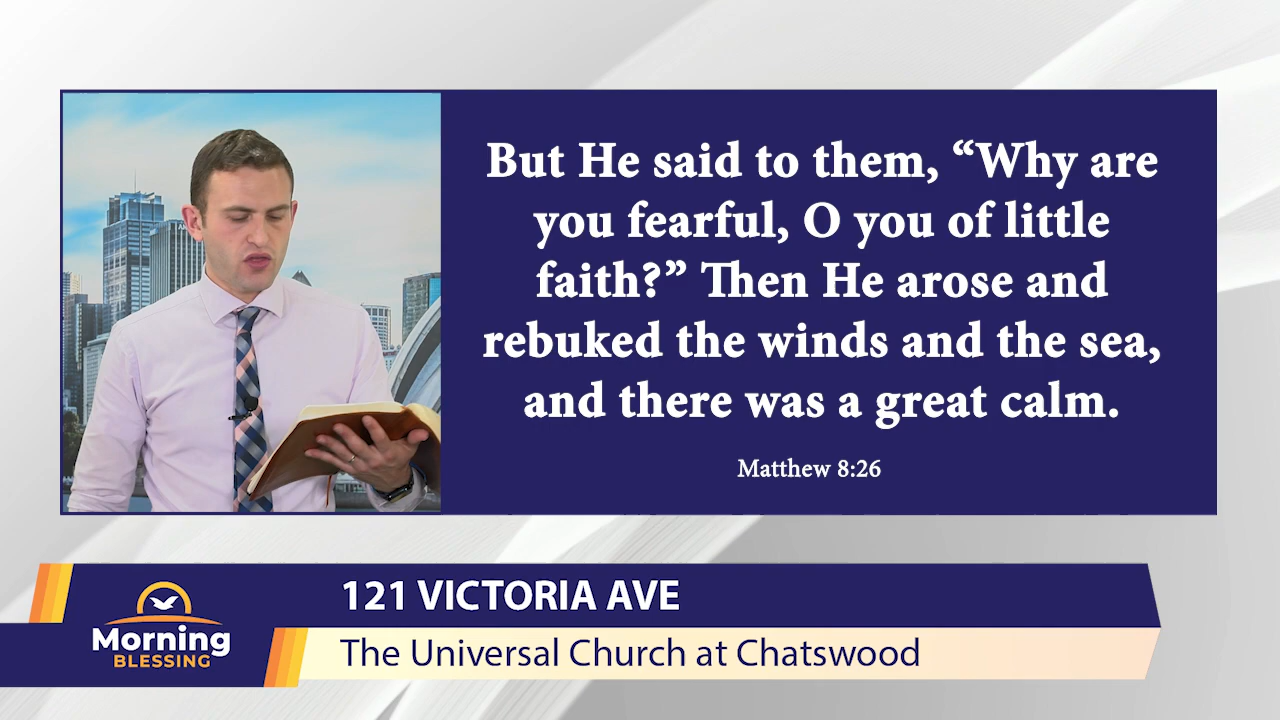 But He said to them, “Why are
you fearful, O you of little
faith?” Then He arose and
rebuked the winds and the sea,
and there was a great calm.
Matthew 8:26
121 VICTORIA AVE
The Universal Church at Chatswood
Morning
BLESSING